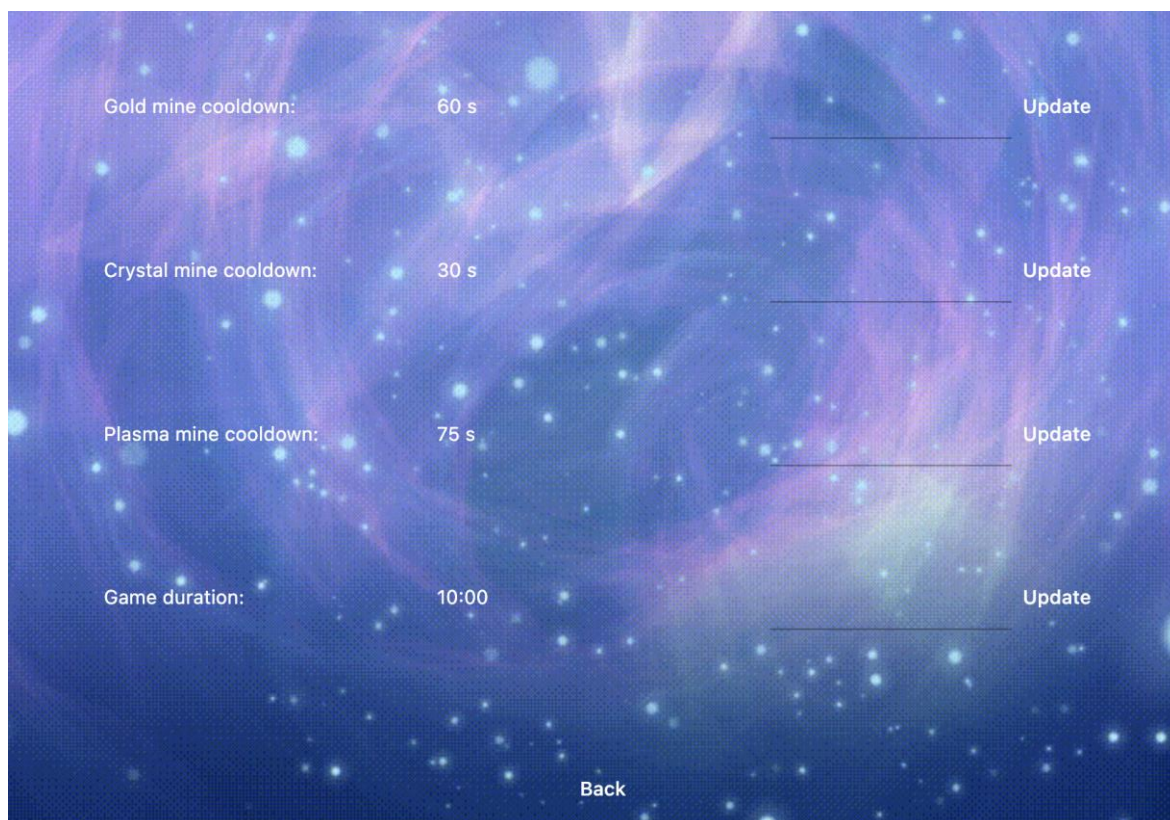 Gold mine cooldown: 60 s Update
Crystal mine cooldown: 30 s Update
Plasma mine cooldown: 75 s Update
Game duration: 10:00 Update
Back